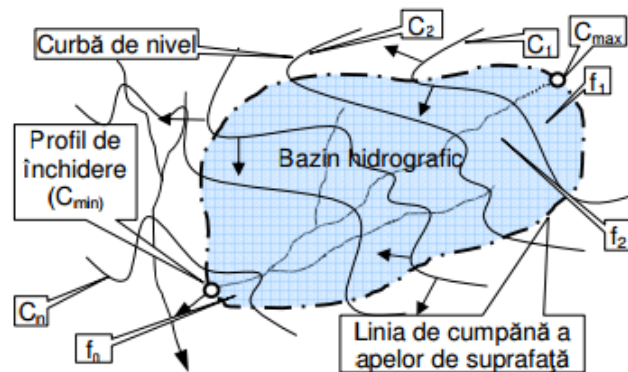 Curbă de nivel
C2
C1
Cmax
f1
Profil de
închidere
(Cmin)
Bazin hidrografic
f2
Cn
fn
Linia de cumpănă a
apelor de suprafață